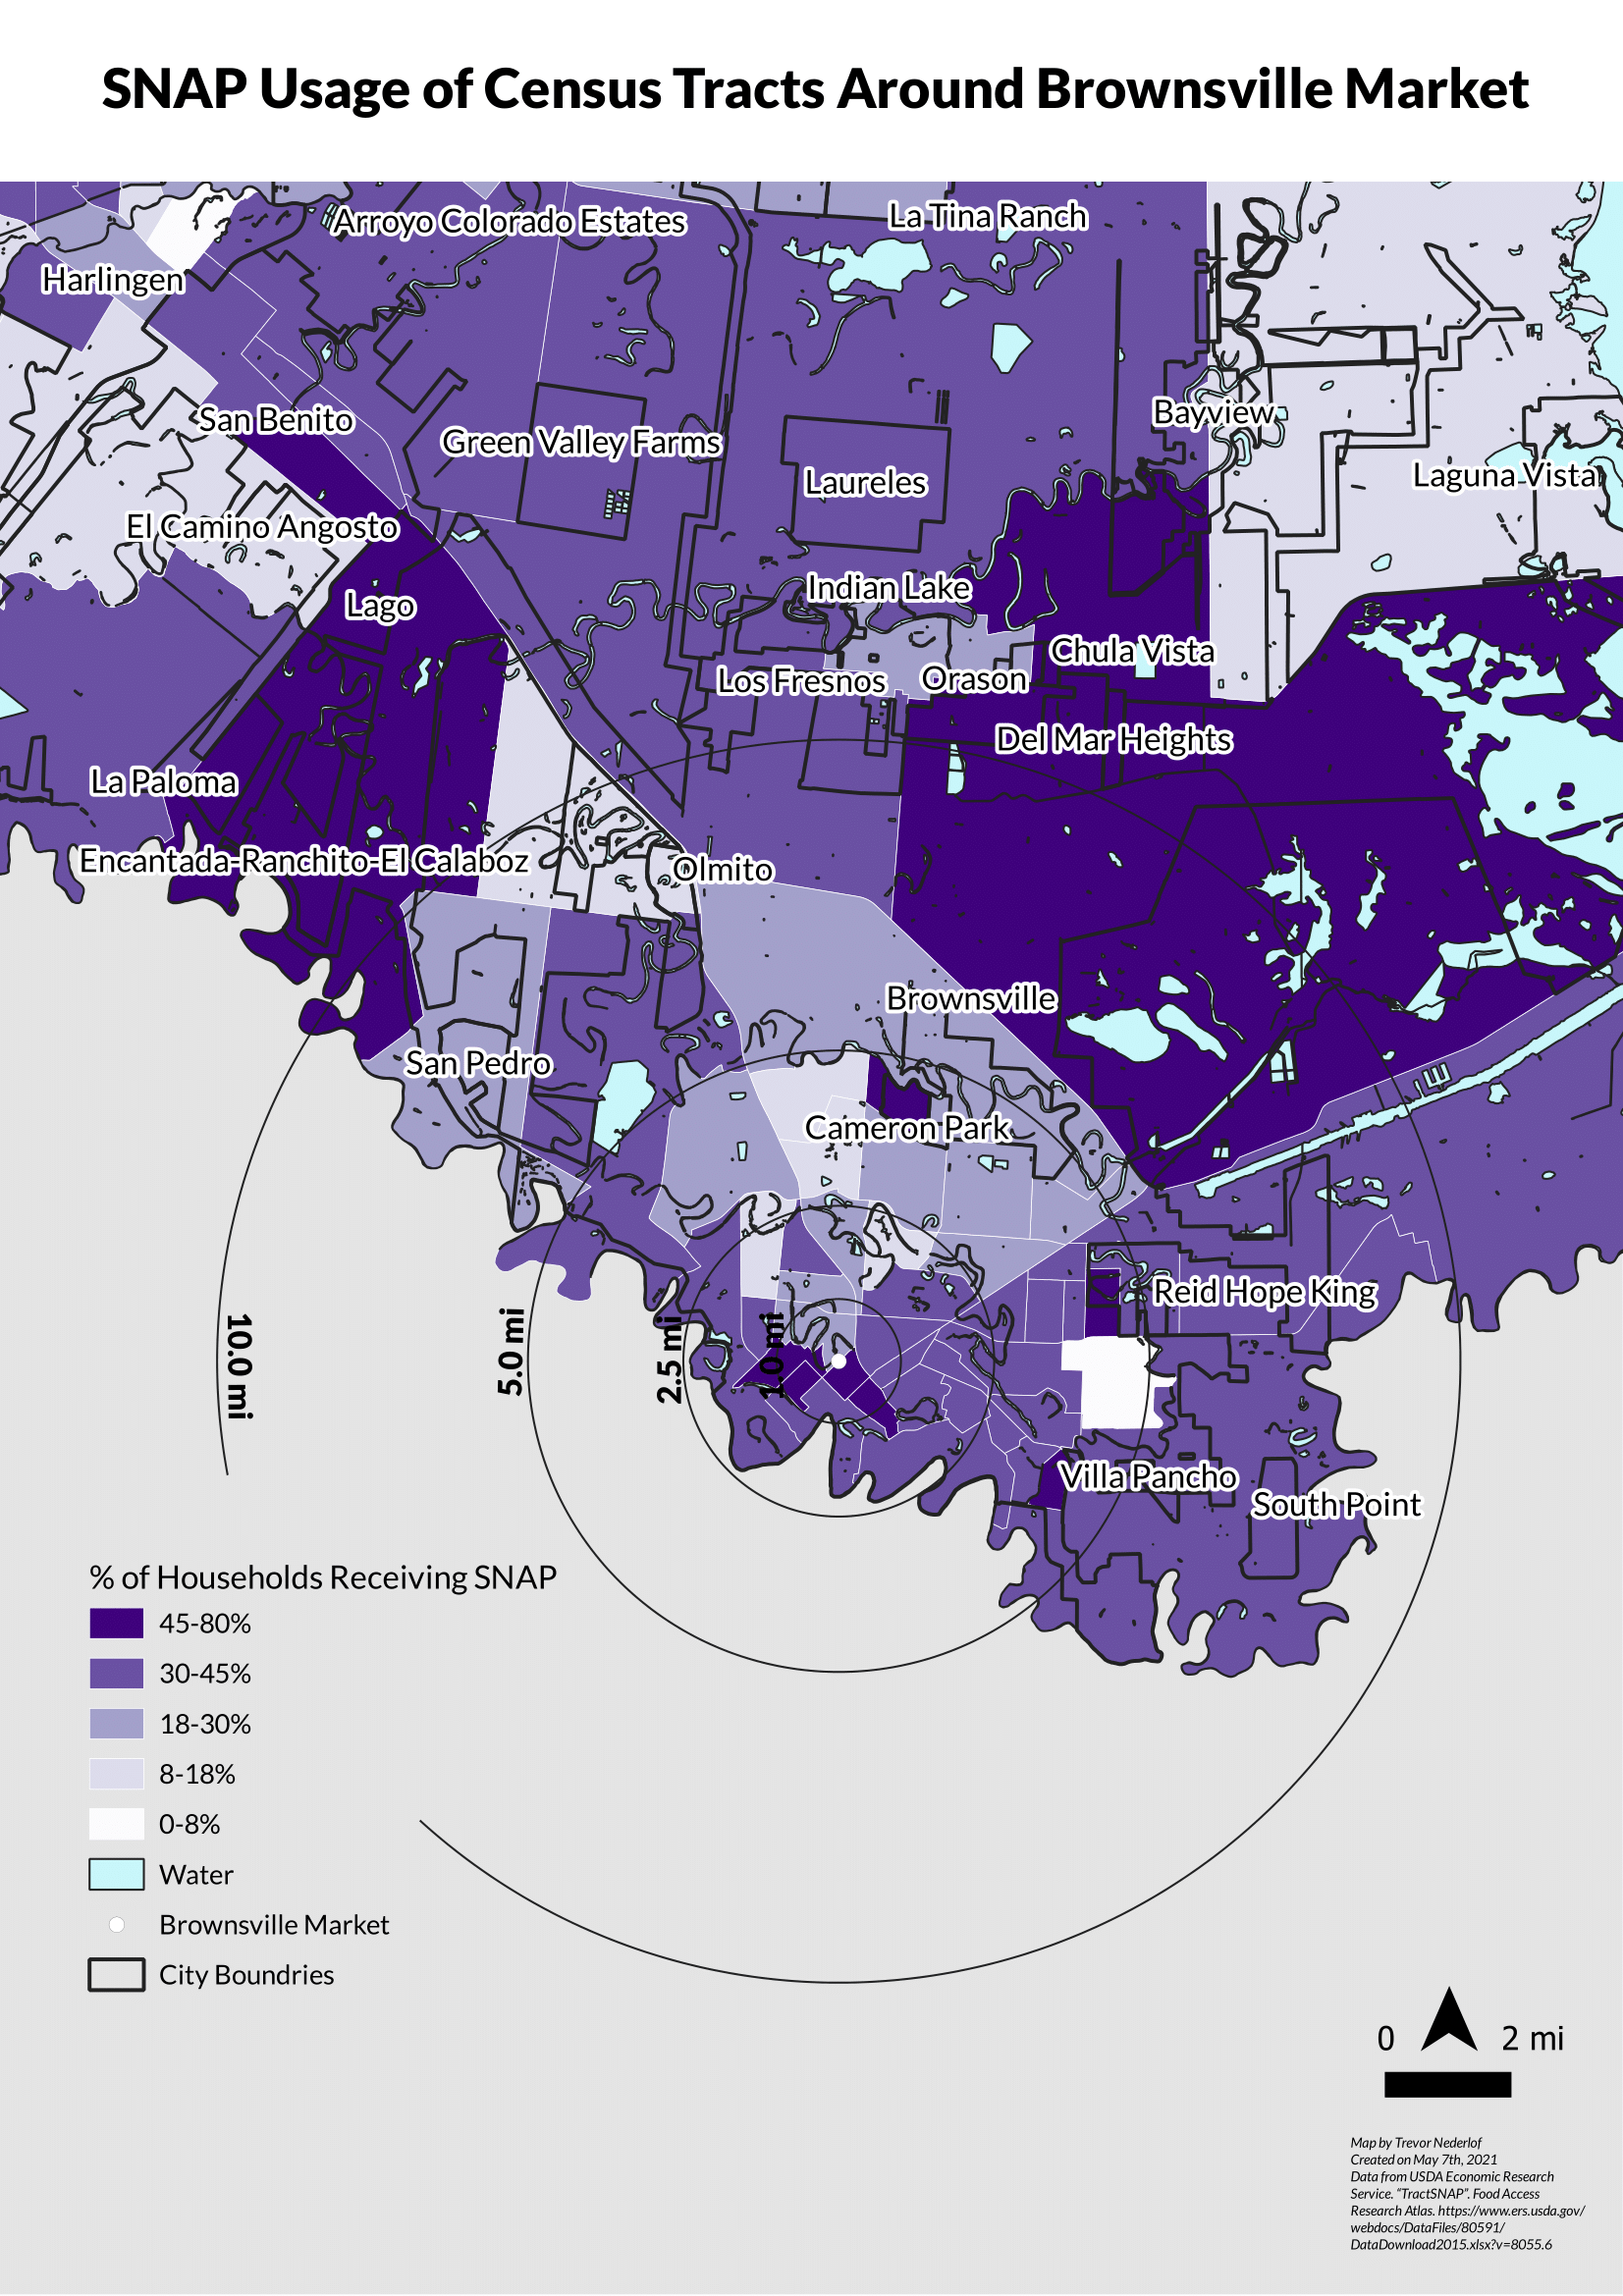 SNAP Usage of Census Tracts Around Brownsville Market
Arroyo Colorado Estates
La Tina Ranch
Harlingen
San Benito
Bayview
Green Valley Farms
Laureles
Laguna Vista
El Camino Angosto
Indian Lake
Lago
Chula Vista
Los Fresnos
Orason
Del Mar Heights
La Paloma
Encantada-Ranchito-El Calaboz
Olmito
Brownsville
San Pedro
Cameron Park
Reid Hope King
10.0 mi
5.0 mi
2.5 mi
1.0 mi
Villa Pancho
South Point
% of Households Receiving SNAP
45-80%
30-45%
18-30%
8-18%
0-8%
Water
Brownsville Market
City Boundries
0 2 mi
Map by Trevor Nederlof
Created on May 7th, 2021
Data from USDA Economic Research
Service. “TractSNAP”. Food Access
Research Atlas. https://www.ers.usda.gov/
webdocs/DataFiles/80591/
DataDownload2015.xlsx?v=8055.6